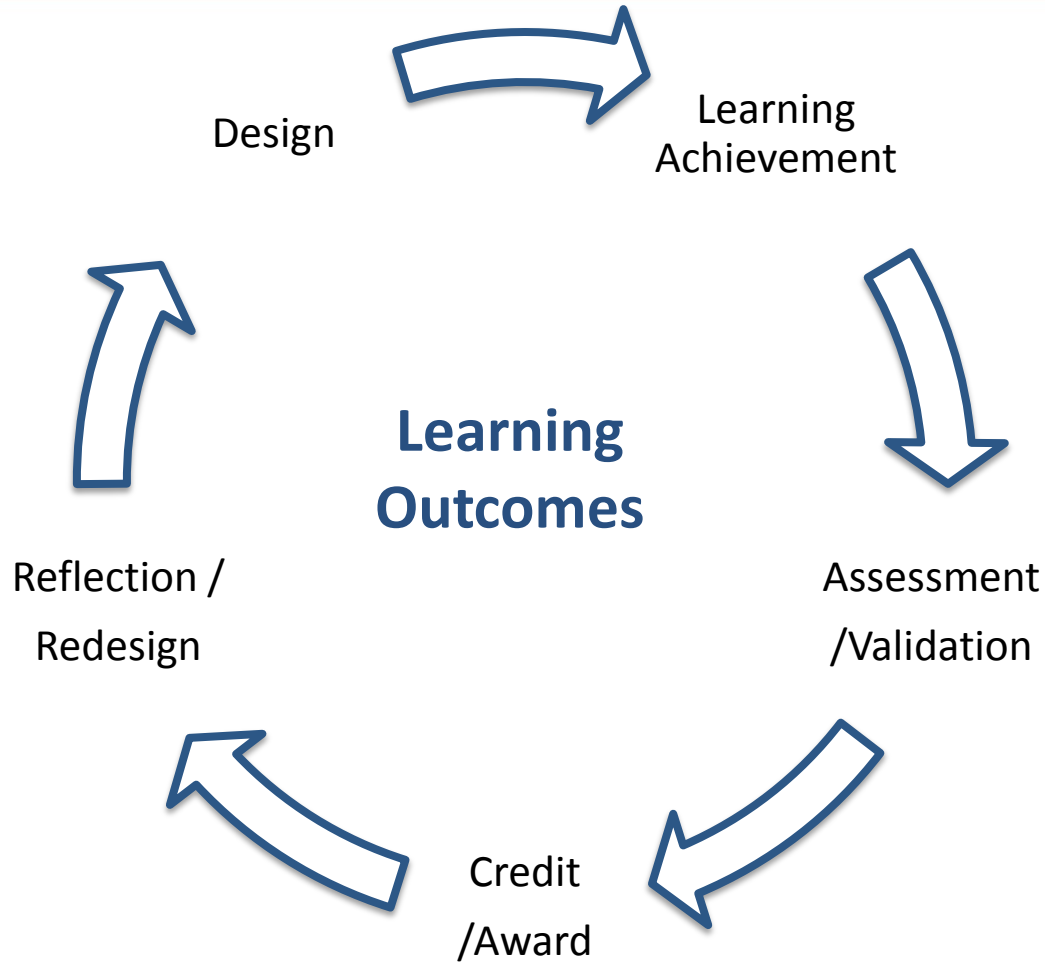 Design
Learning
Achievement
Learning
Outcomes
Reflection /
Redesign
Assessment
/Validation
Credit
/Award